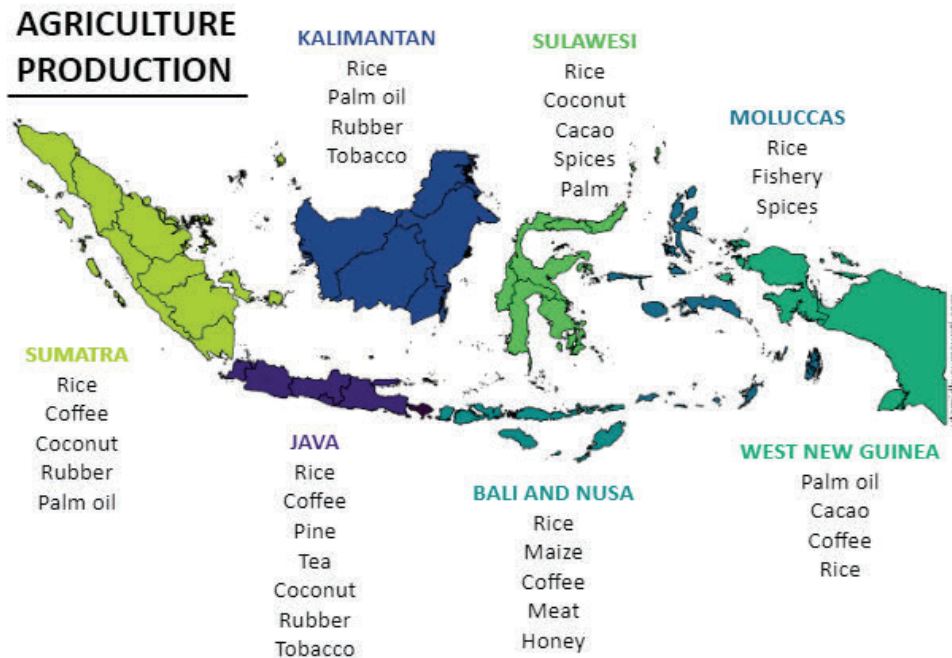 AGRICULTURE
PRODUCTION
KALIMANTAN
Rice
Palm oil
Rubber
Tobacco
SULAWESI
Rice
Coconut
Cacao
Spices
Palm
MOLUCCAS
Rice
Fishery
Spices
SUMATRA
Rice
Coffee
Coconut
Rubber
Palm oil
JAVA
Rice
Coffee
Pine
Tea
Coconut
Rubber
Tobacco
BALI AND NUSA
Rice
Maize
Coffee
Meat
Honey
WEST NEW GUINEA
Palm oil
Cacao
Coffee
Rice